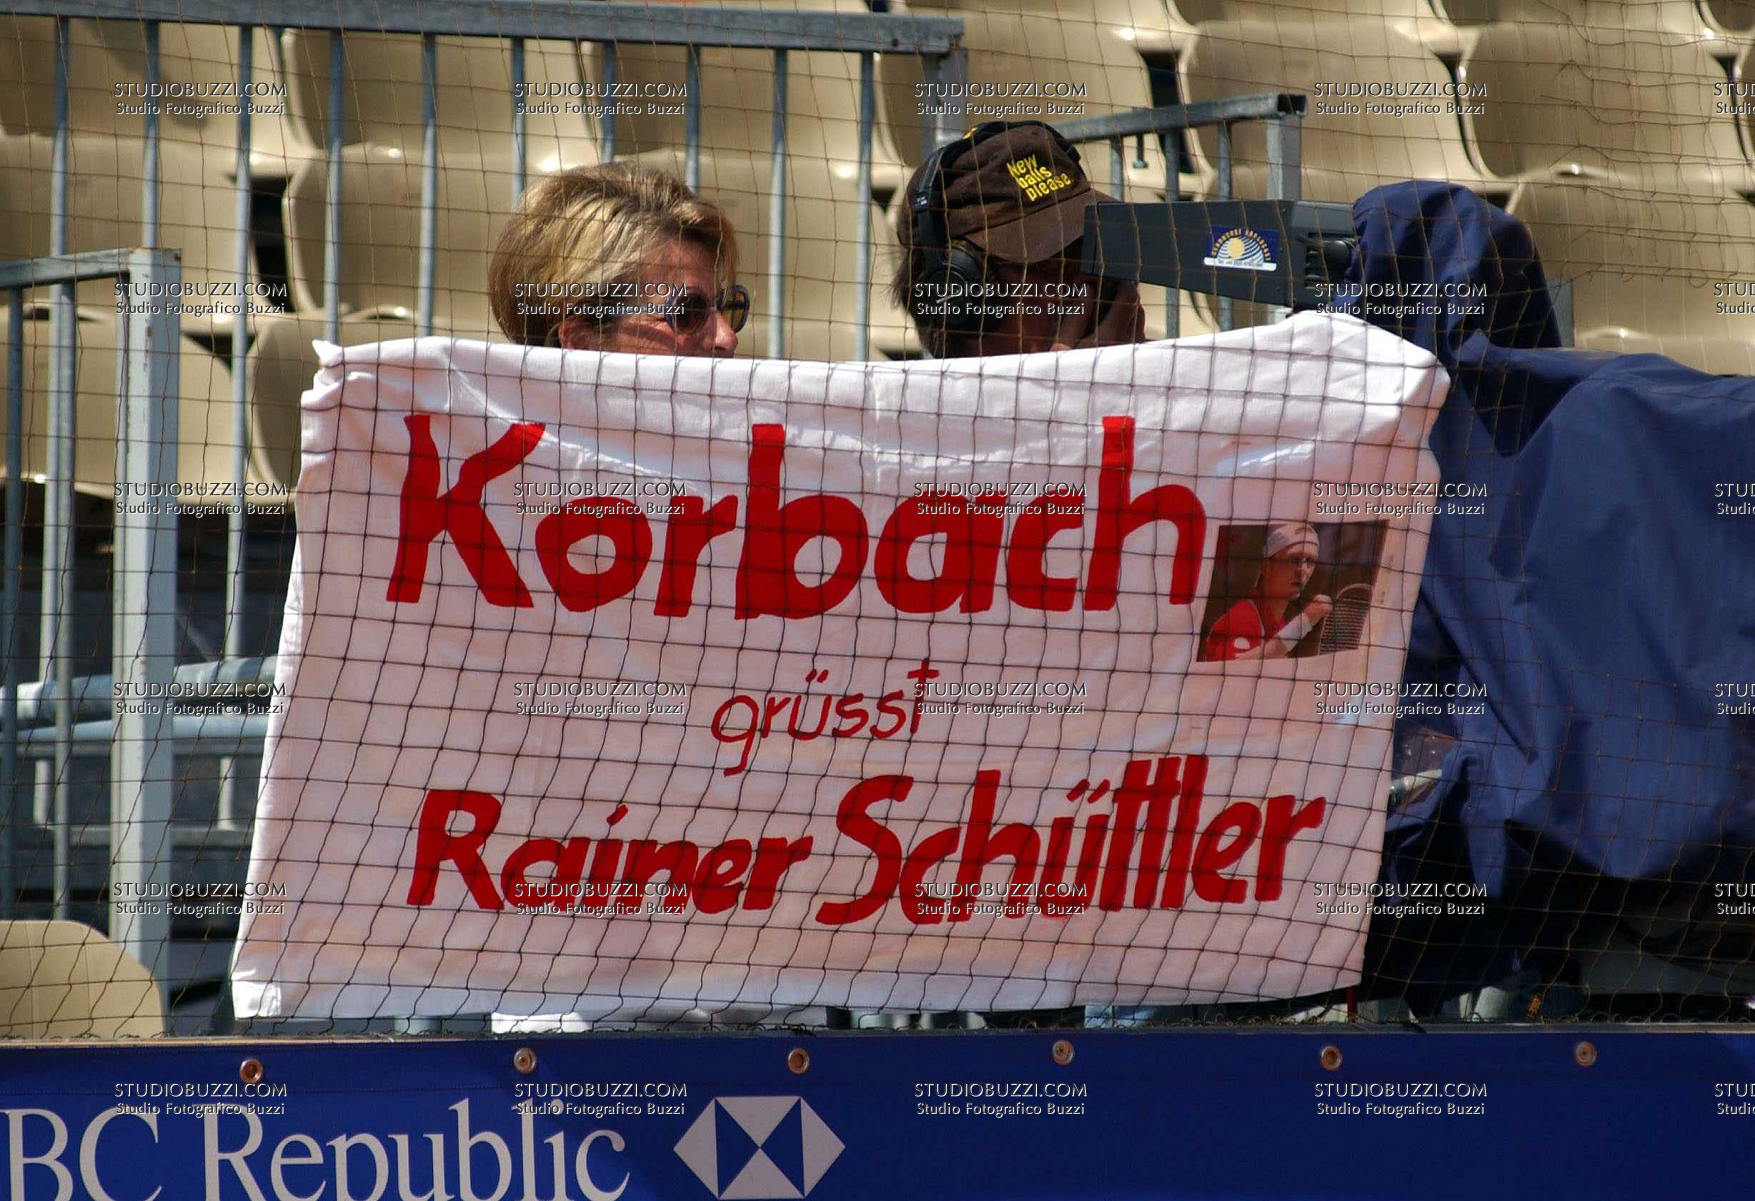 New
balls
please
Korbach
grüsst
Rainer Schüttler
BC Republic
STUDIOBUZZI.COM
Studio Fotografico Buzzi